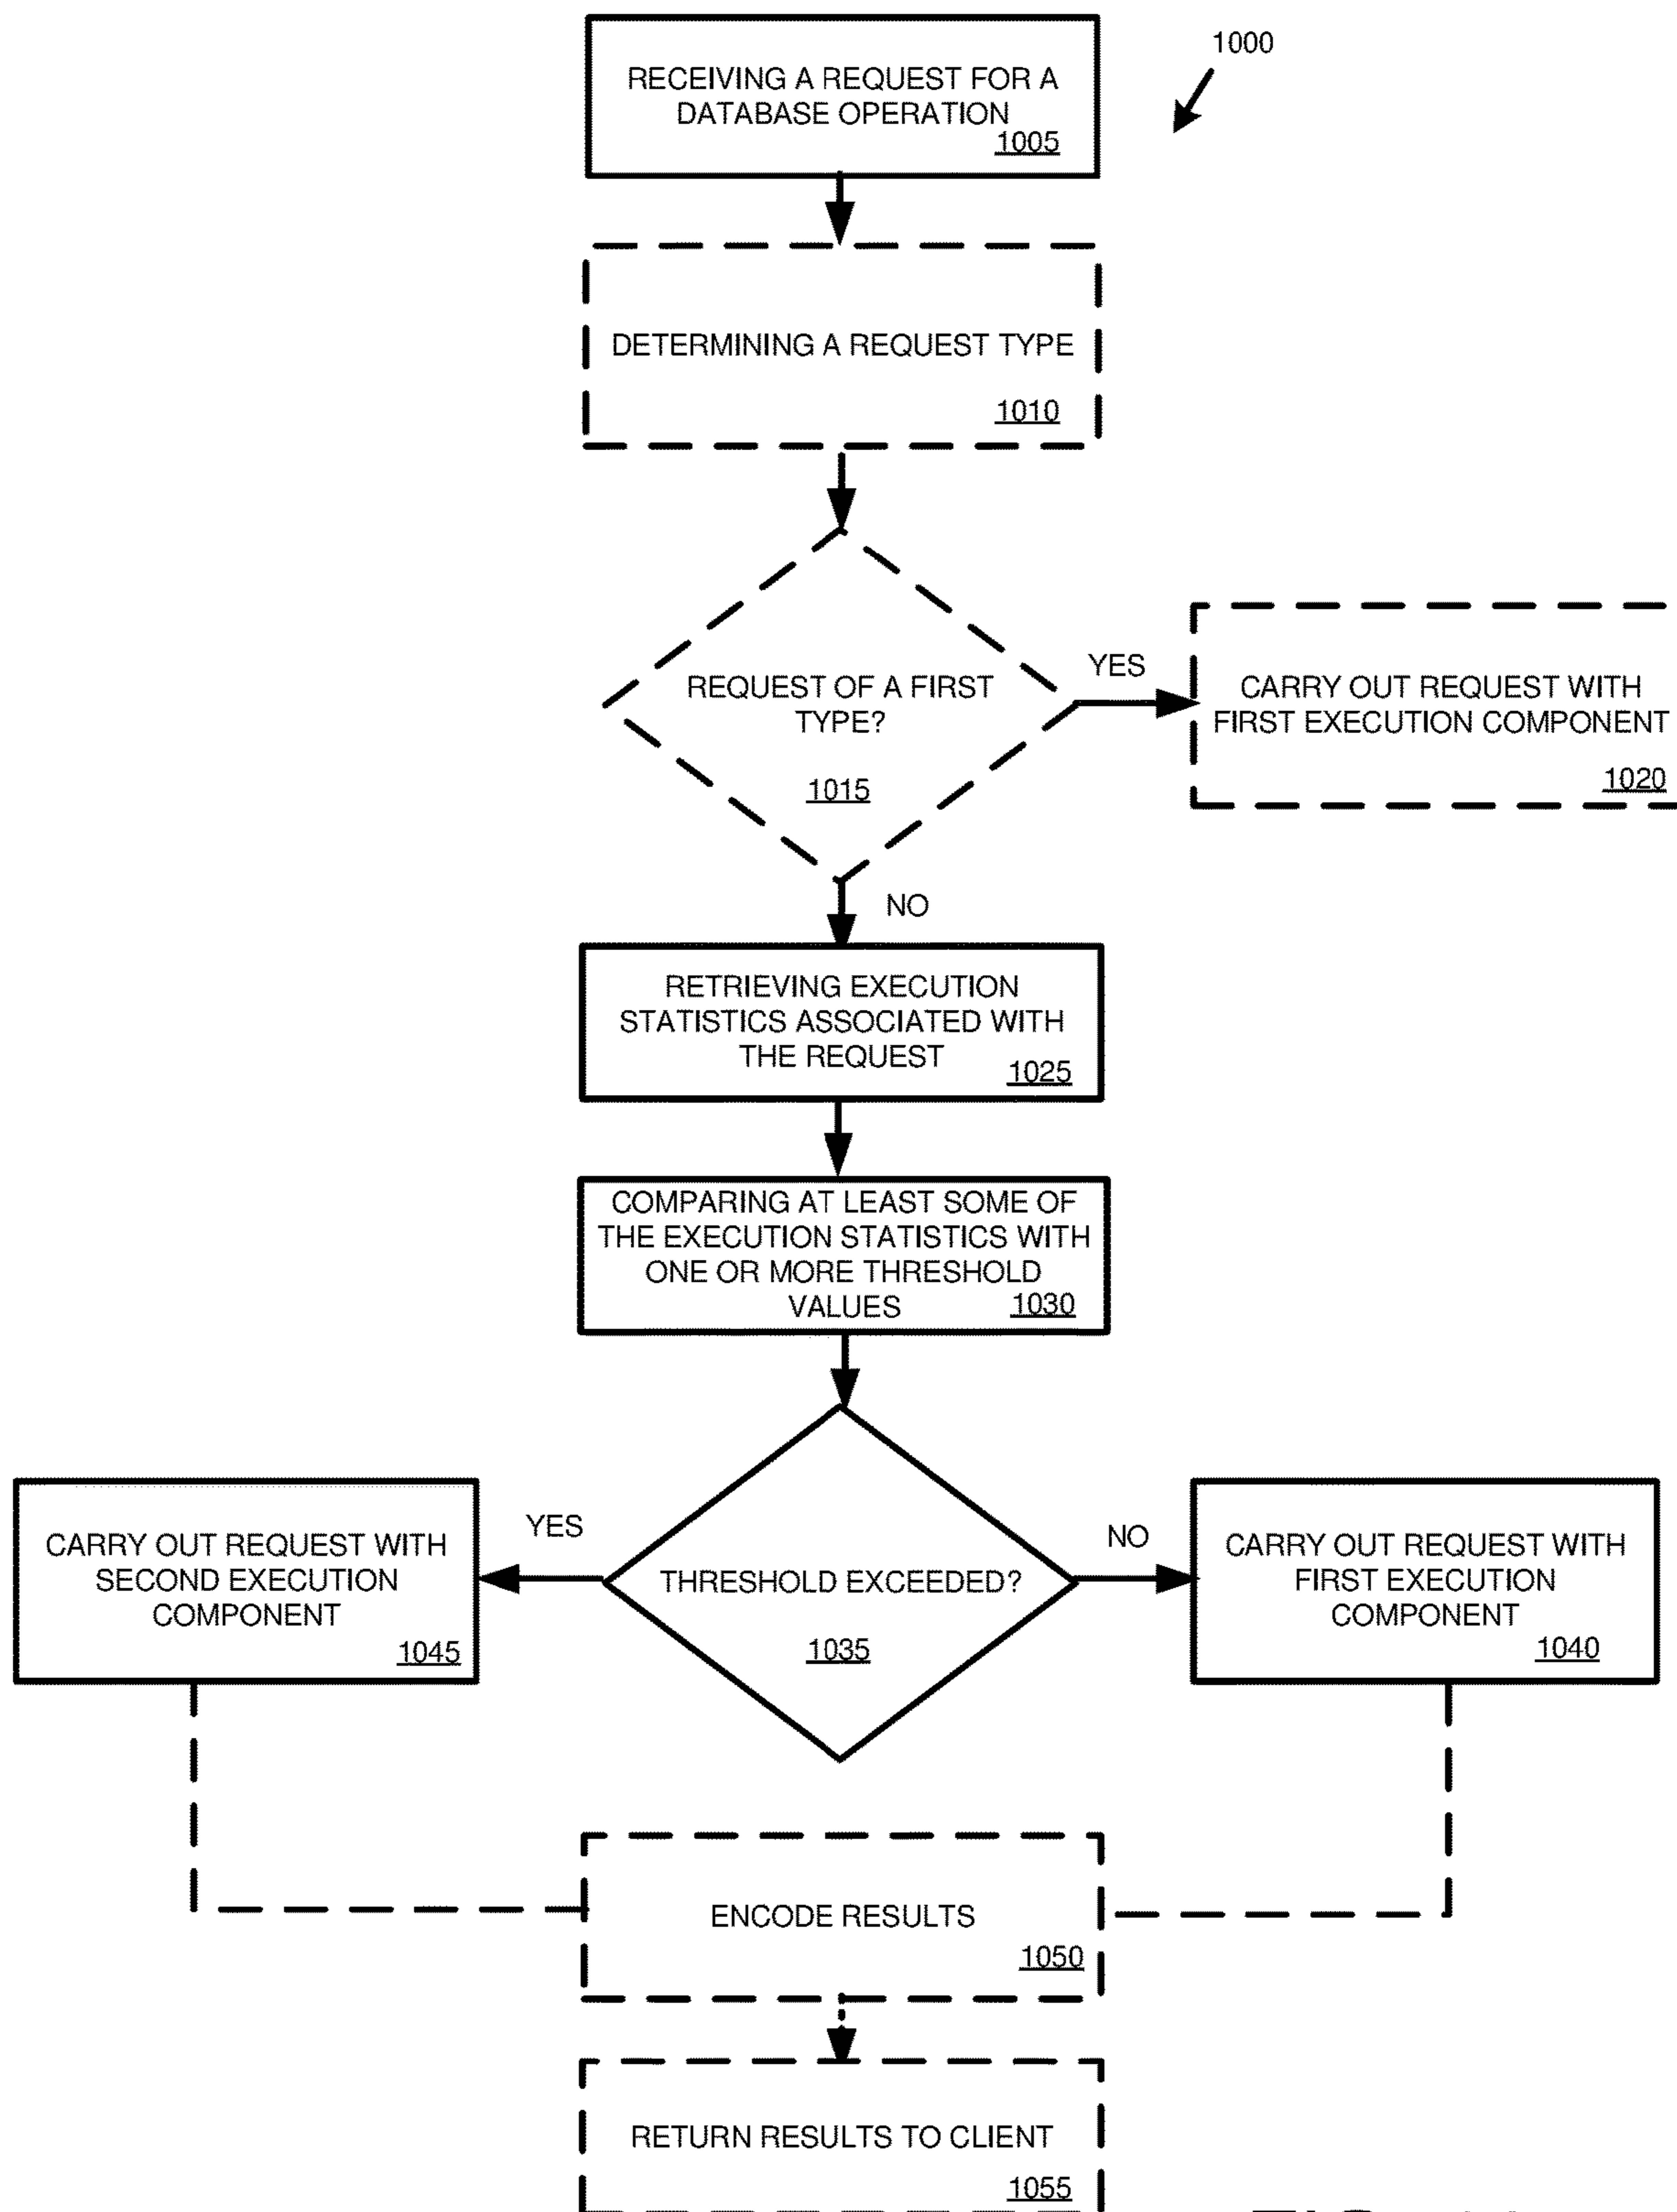 1000
RECEIVING A REQUEST FOR A
DATABASE OPERATION
1005
DETERMINING A REQUEST TYPE
1010
REQUEST OF A FIRST
TYPE?
1015
YES
CARRY OUT REQUEST WITH
FIRST EXECUTION COMPONENT
1020
NO
RETRIEVING EXECUTION
STATISTICS ASSOCIATED WITH
THE REQUEST
1025
COMPARING AT LEAST SOME OF
THE EXECUTION STATISTICS WITH
ONE OR MORE THRESHOLD
VALUES 1030
THRESHOLD EXCEEDED?
1035
YES
CARRY OUT REQUEST WITH
SECOND EXECUTION
COMPONENT
1045
NO
CARRY OUT REQUEST WITH
FIRST EXECUTION
COMPONENT
1040
ENCODE RESULTS
1050
RETURN RESULTS TO CLIENT
1055